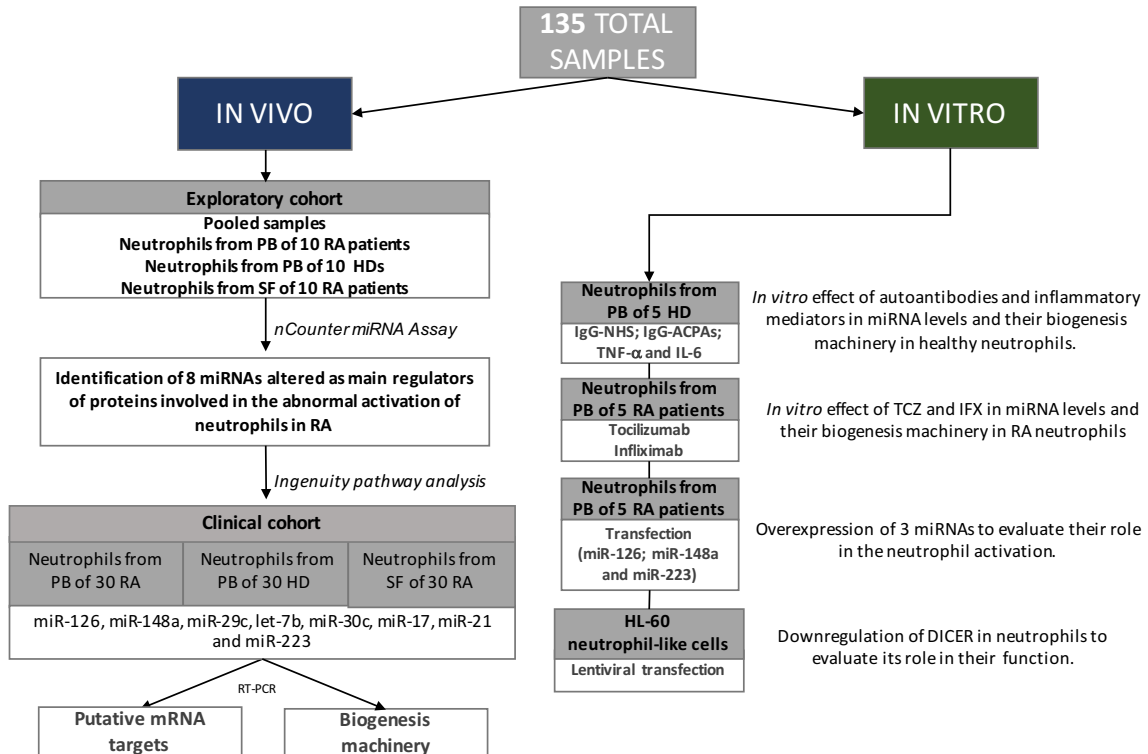 135 TOTAL
SAMPLES
IN VIVO
IN VITRO
Exploratory cohort
Pooled samples
Neutrophils from PB of 10 RA patients
Neutrophils from PB of 10 HDs
Neutrophils from SF of 10 RA patients
nCounter miRNA Assay
Identification of 8 miRNAs altered as main regulators
of proteins involved in the abnormal activation of
neutrophils in RA
Ingenuity pathway analysis
Clinical cohort
Neutrophils from
PB of 30 RA
Neutrophils from
PB of 30 HD
Neutrophils from
SF of 30 RA
miR-126, miR-148a, miR-29c, let-7b, miR-30c, miR-17, miR-21
and miR-223
RT-PCR
Putative mRNA
targets
Biogenesis
machinery
Neutrophils from
PB of 5 HD
IgG-NHS; IgG-ACPAs;
TNF-α and IL-6
In vitro effect of autoantibodies and inflammatory
mediators in miRNA levels and their biogenesis
machinery in healthy neutrophils.
Neutrophils from
PB of 5 RA patients
Tocilizumab
Infliximab
In vitro effect of TCZ and IFX in miRNA levels and
their biogenesis machinery in RA neutrophils
Neutrophils from
PB of 5 RA patients
Transfection
(miR-126; miR-148a
and miR-223)
Overexpression of 3 miRNAs to evaluate their role
in the neutrophil activation.
HL-60
neutrophil-like cells
Lentiviral transfection
Downregulation of DICER in neutrophils to
evaluate its role in their function.